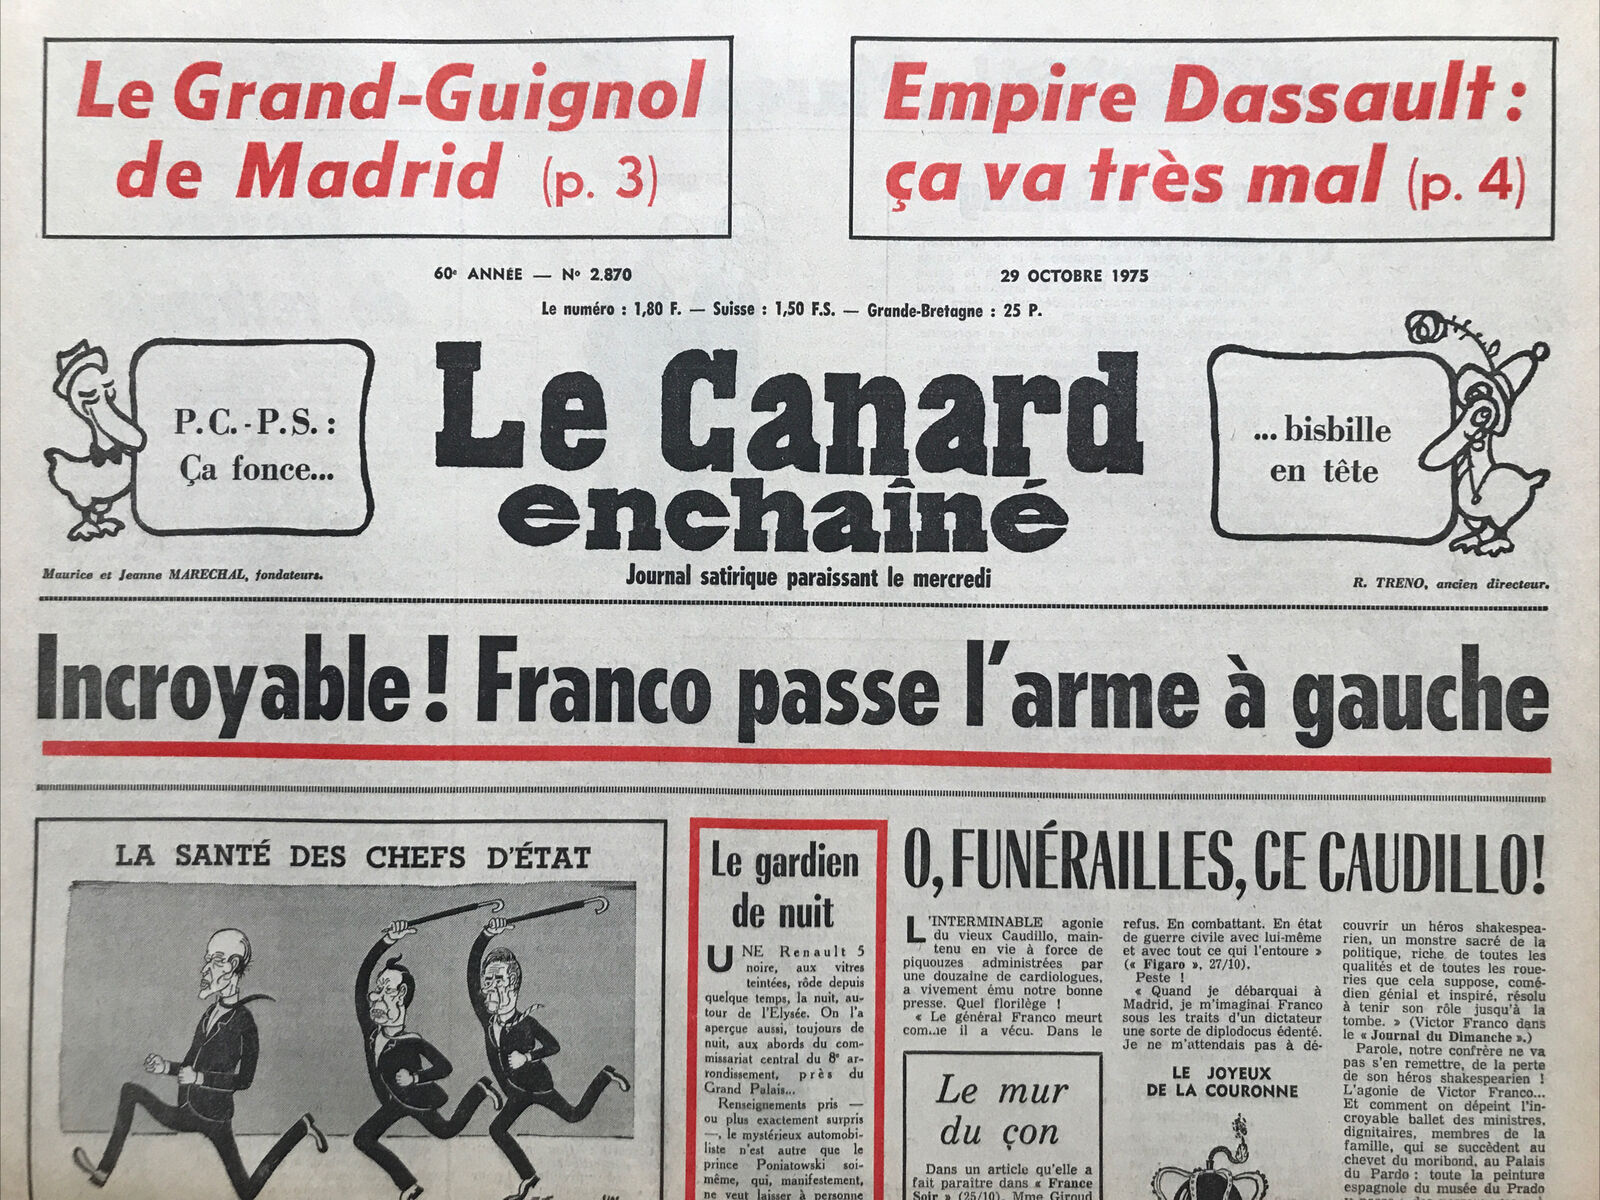 Le Grand-Guignol
de Madrid (p. 3)
Empire Dassault :
ça va très mal (p. 4)
60e ANNÉE — No 2.870
29 OCTOBRE 1975
Le numéro : 1,80 F. — Suisse : 1,50 F.S. — Grande-Bretagne : 25 P.
P.C.-P.S. :
Ça fonce...
Le Canard
enchaîné
... bisbille
en tête
Maurice et Jeanne MARECHAL, fondateurs.
Journal satirique paraissant le mercredi
R. TRENO, ancien directeur.
Incroyable ! Franco passe l'arme à gauche
LA SANTÉ DES CHEFS D'ÉTAT
Le gardien
de nuit
UNE Renault 5
noire, aux vitres
teintées, rôde depuis
quelque temps, la nuit, au-
tour de l'Elysée. On l'a
aperçue aussi, toujours de
nuit, aux abords du com-
missariat central du 8e ar-
rondissement, près du
Grand Palais...
Renseignements pris —
ou plus exactement surpris
—, le mystérieux automobi-
liste n'est autre que le
prince Poniatowski soi-
même, qui, manifestement,
ne veut laisser à personne
O, FUNÉRAILLES, CE CAUDILLO !
L'INTERMINABLE agonie
du vieux Caudillo, main-
tenu en vie à force de
piquouzes administrées par
une douzaine de cardiologues,
a vivement ému notre bonne
presse. Quel florilège !
« Le général Franco meurt
comme il a vécu. Dans le
Le mur
du çon
Dans un article qu'elle a
fait paraître dans « France
Soir » (25/10), Mme Giroud
refus. En combattant. En état
de guerre civile avec lui-même
et avec tout ce qui l'entoure »
(« Figaro », 27/10).
Peste !
« Quand je débarquai à
Madrid, je m'imaginai Franco
sous les traits d'un dictateur
une sorte de diplodocus édenté.
Je ne m'attendais pas à dé-
LE JOYEUX
DE LA COURONNE
couvrir un héros shakespea-
rien, un monstre sacré de la
politique, riche de toutes les
qualités et de toutes les roue-
ries que cela suppose, comé-
dien génial et inspiré, résolu
à tenir son rôle jusqu'à la
tombe. » (Victor Franco dans
le « Journal du Dimanche ».)
Parole, notre confrère ne va
pas s'en remettre, de la perte
de son héros shakespearien !
L'agonie de Victor Franco...
Et comment on dépeint l'in-
croyable ballet des ministres,
dignitaires, membres de la
famille, qui se succèdent au
chevet du moribond, au Palais
du Pardo : toute la peinture
espagnole du musée du Prado